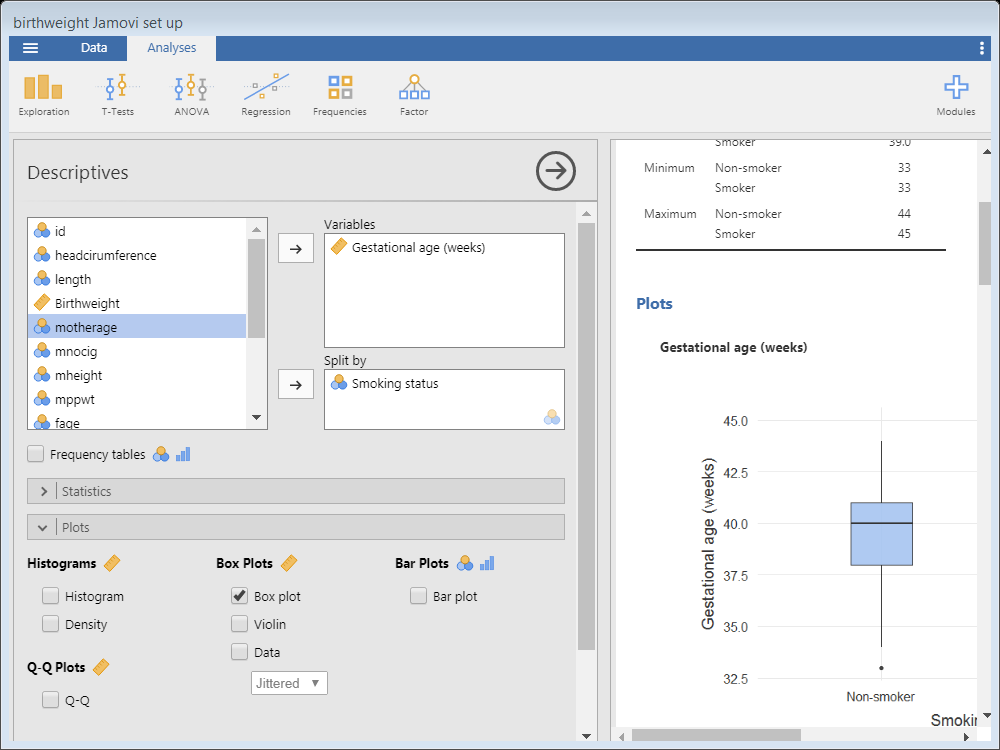 birthweight Jamovi set up
Data Analyses
Exploration T-Tests ANOVA Regression Frequencies Factor Modules
Descriptives
id
headcirumference
length
Birthweight
motherage
mnocig
mheight
mppwt
fage
Variables
Gestational age (weeks)
Split by
Smoking status
Frequency tables
Statistics
Plots
Histograms Box Plots Bar Plots
Histogram Box plot Bar plot
Density Violin
Data
Q-Q Plots
Jittered
Q-Q
Smoker 39.0
Minimum Non-smoker 33
Smoker 33
Maximum Non-smoker 44
Smoker 45
Plots
Gestational age (weeks)
Gestational age (weeks)
45.0
42.5
40.0
37.5
35.0
32.5
Non-smoker
Smokin